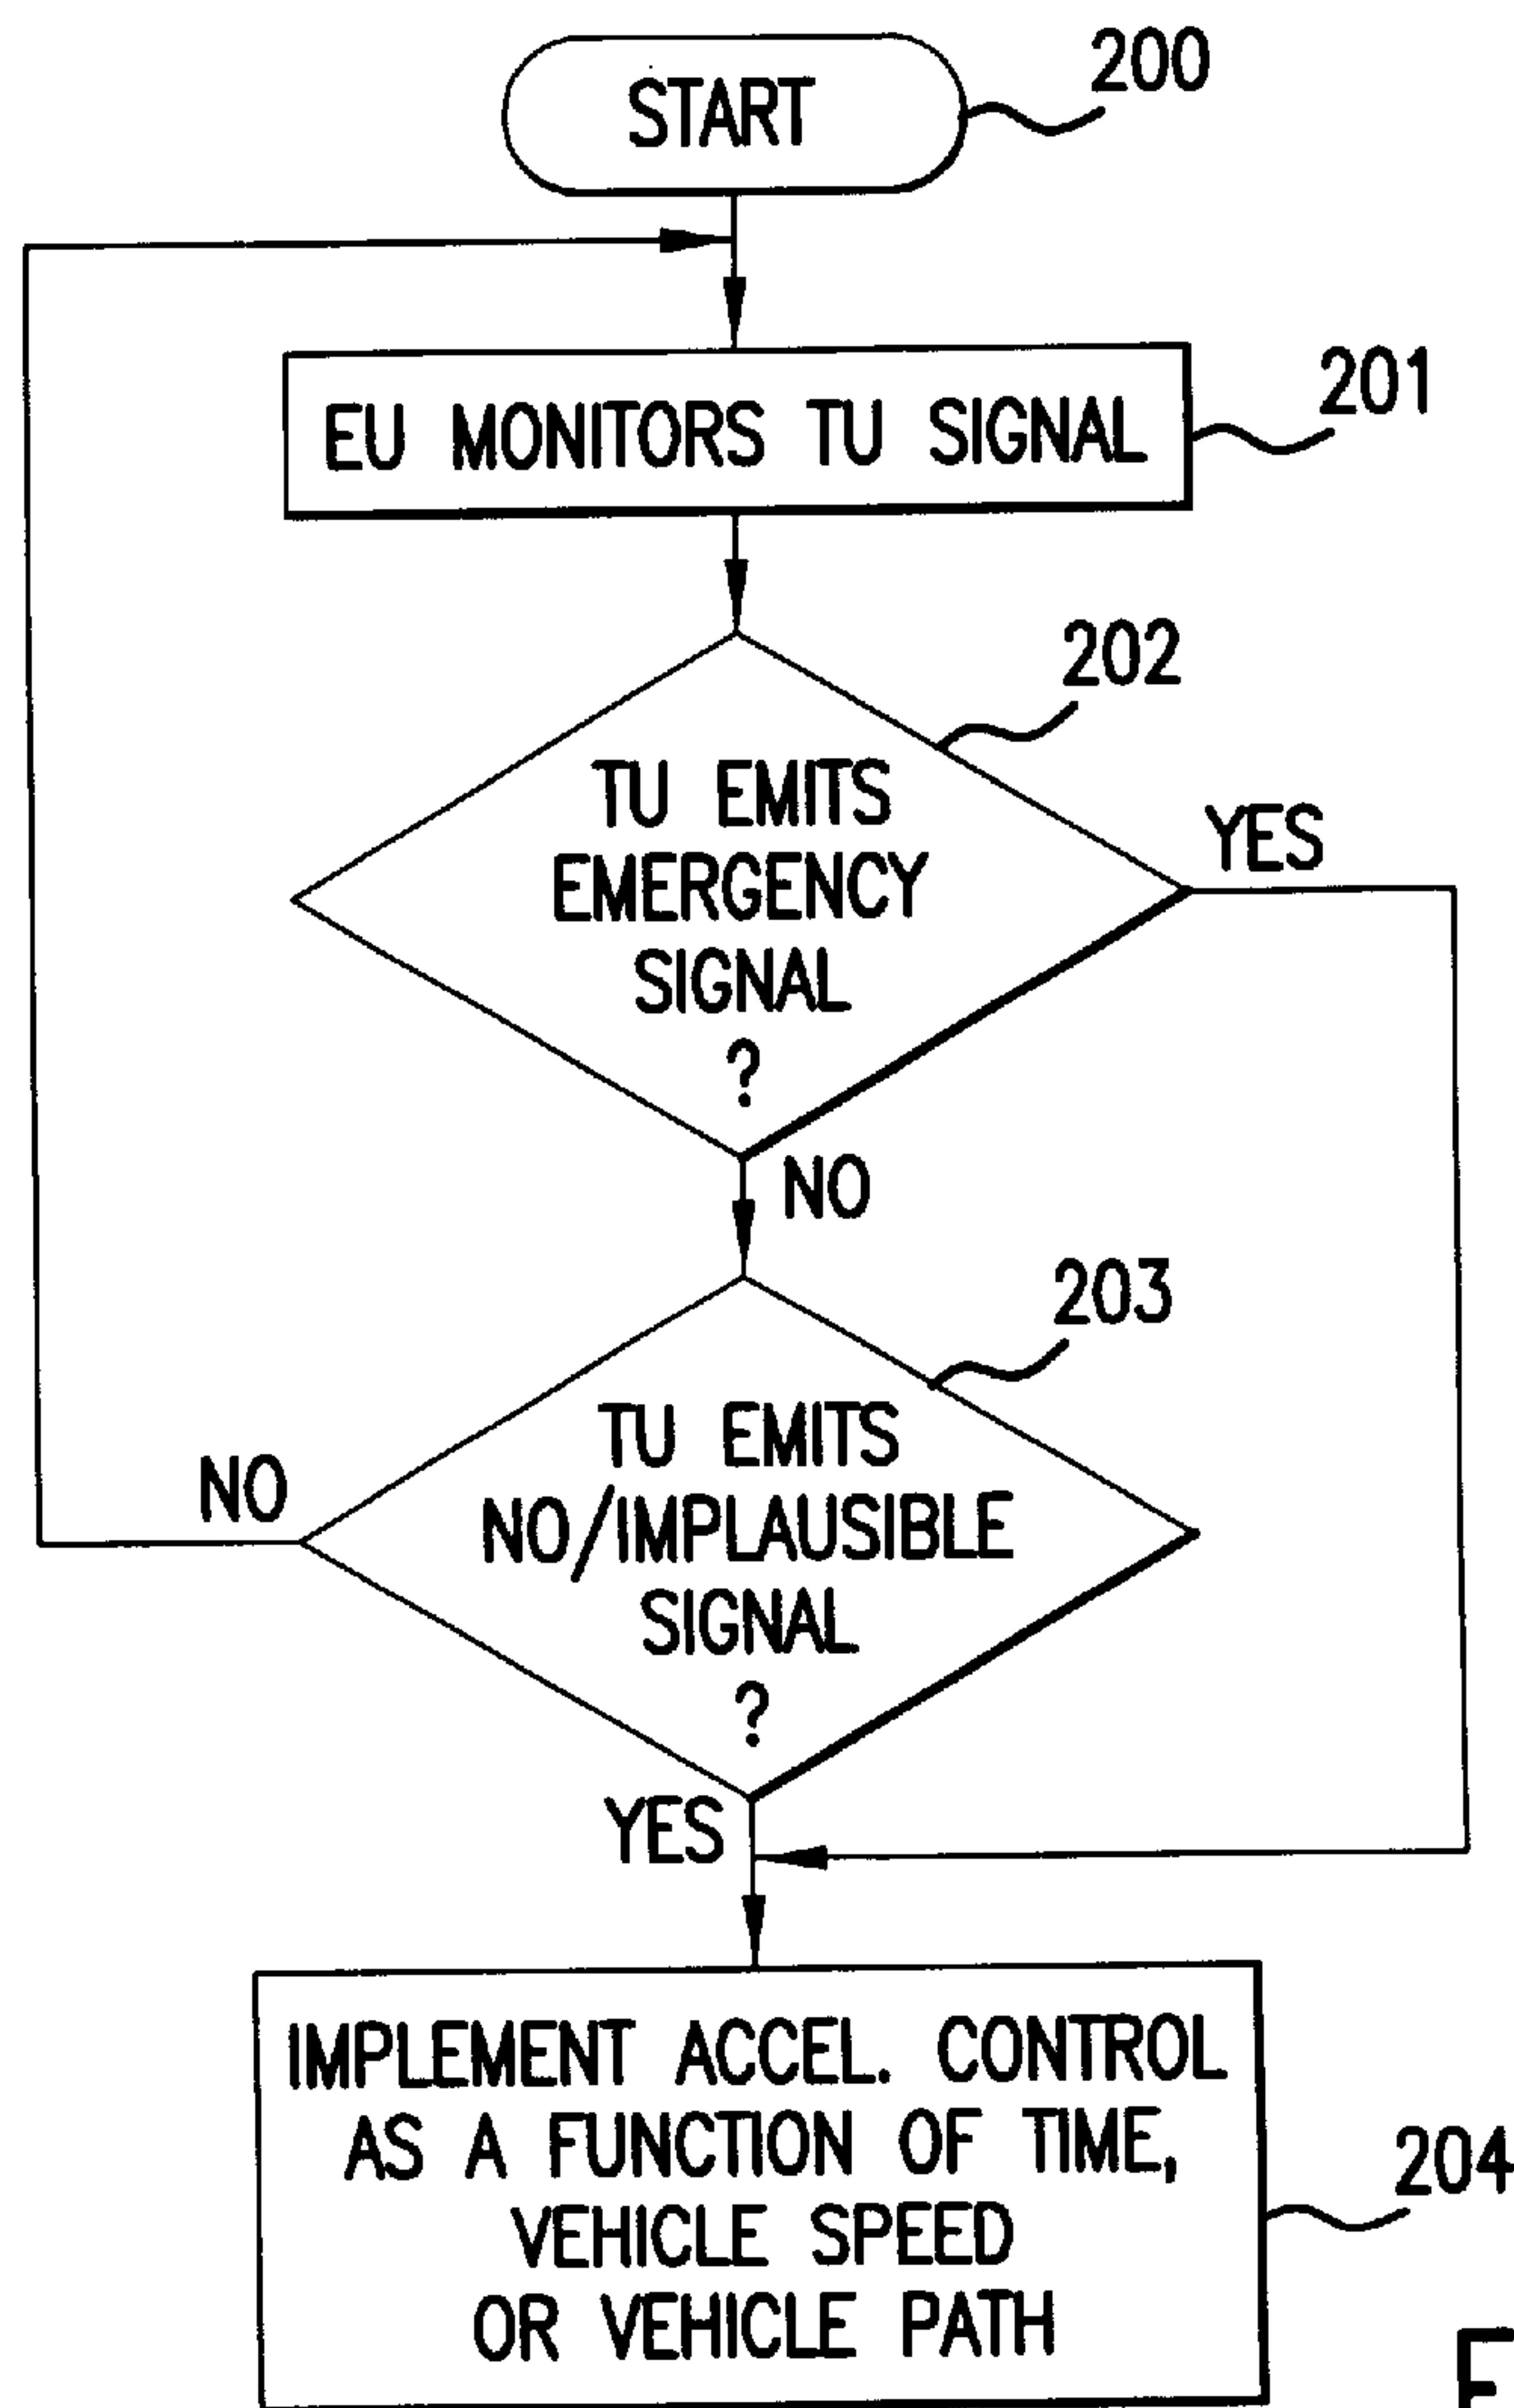 START
200
EU MONITORS TU SIGNAL
201
202
TU EMITS
EMERGENCY
SIGNAL
?
YES
NO
203
TU EMITS
NO/IMPLAUSIBLE
SIGNAL
?
NO
YES
IMPLEMENT ACCEL. CONTROL
AS A FUNCTION OF TIME,
VEHICLE SPEED
OR VEHICLE PATH
204